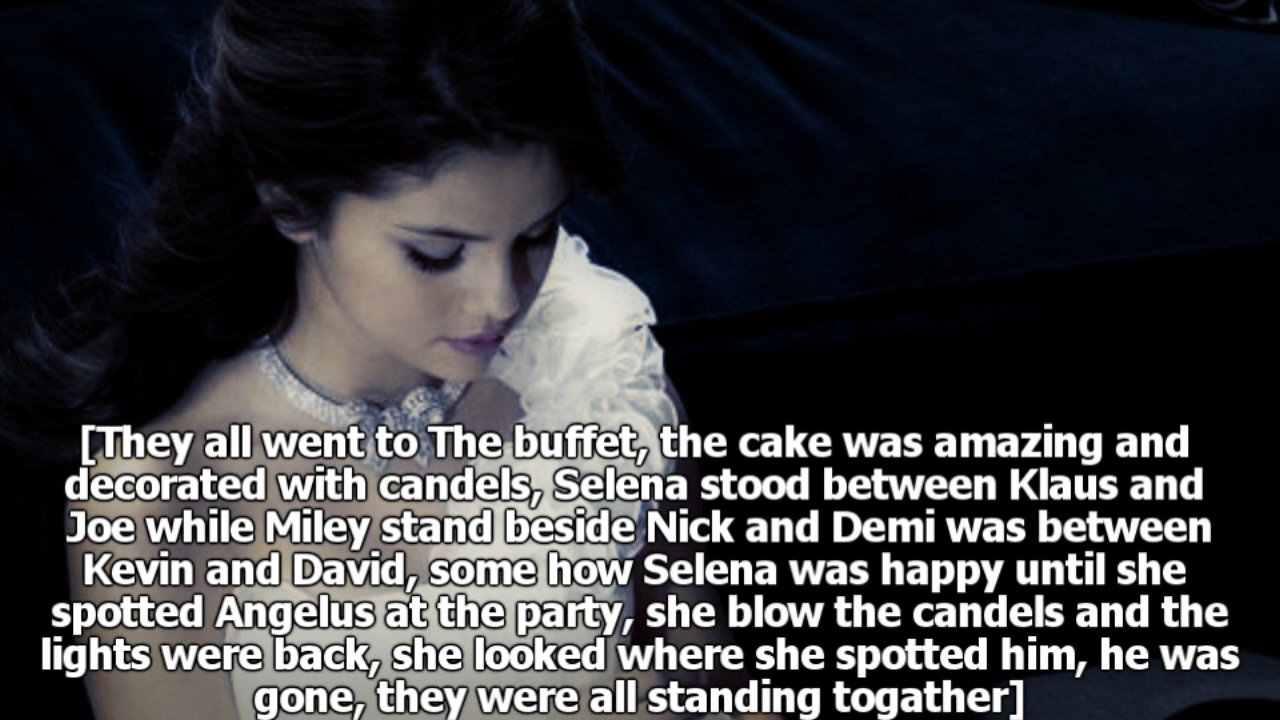 [They all went to The buffet, the cake was amazing and
decorated with candels, Selena stood between Klaus and
Joe while Miley stand beside Nick and Demi was between
Kevin and David, some how Selena was happy until she
spotted Angelus at the party, she blow the candels and the
lights were back, she looked where she spotted him, he was
gone, they were all standing togather]